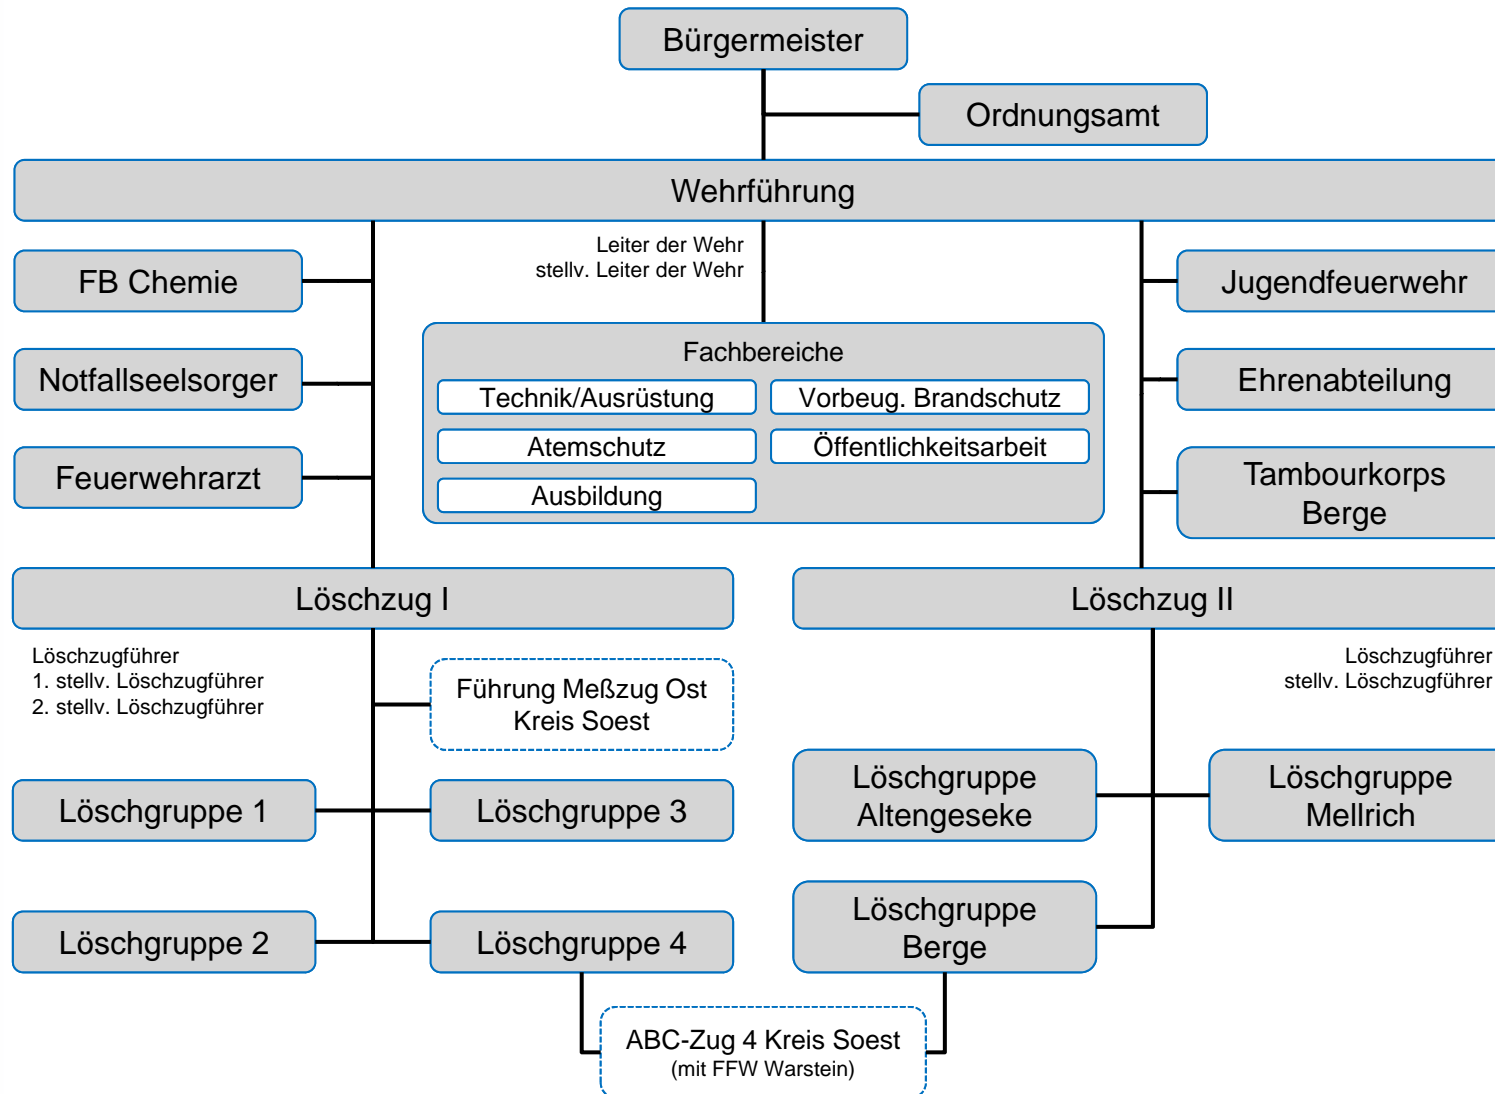 Bürgermeister
Ordnungsamt
Wehrführung
Leiter der Wehr
stellv. Leiter der Wehr
FB Chemie
Jugendfeuerwehr
Fachbereiche
Notfallseelsorger
Ehrenabteilung
Technik/Ausrüstung
Vorbeug. Brandschutz
Atemschutz
Öffentlichkeitsarbeit
Ausbildung
Feuerwehrarzt
Tambourkorps
Berge
Löschzug I
Löschzug II
Löschzugführer
1. stellv. Löschzugführer
2. stellv. Löschzugführer
Führung Meßzug Ost
Kreis Soest
Löschzugführer
stellv. Löschzugführer
Löschgruppe 1
Löschgruppe 3
Löschgruppe
Altengeseke
Löschgruppe
Mellrich
Löschgruppe 2
Löschgruppe 4
Löschgruppe
Berge
ABC-Zug 4 Kreis Soest
(mit FFW Warstein)